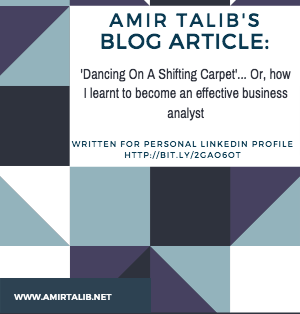 AMIR TALIB'S
BLOG ARTICLE:
'Dancing On A Shifting Carpet'... Or, how
I learnt to become an effective business
analyst
WRITTEN FOR PERSONAL LINKEDIN PROFILE
HTTP://BIT.LY/2GAO6OT
WWW.AMIRTALIB.NET